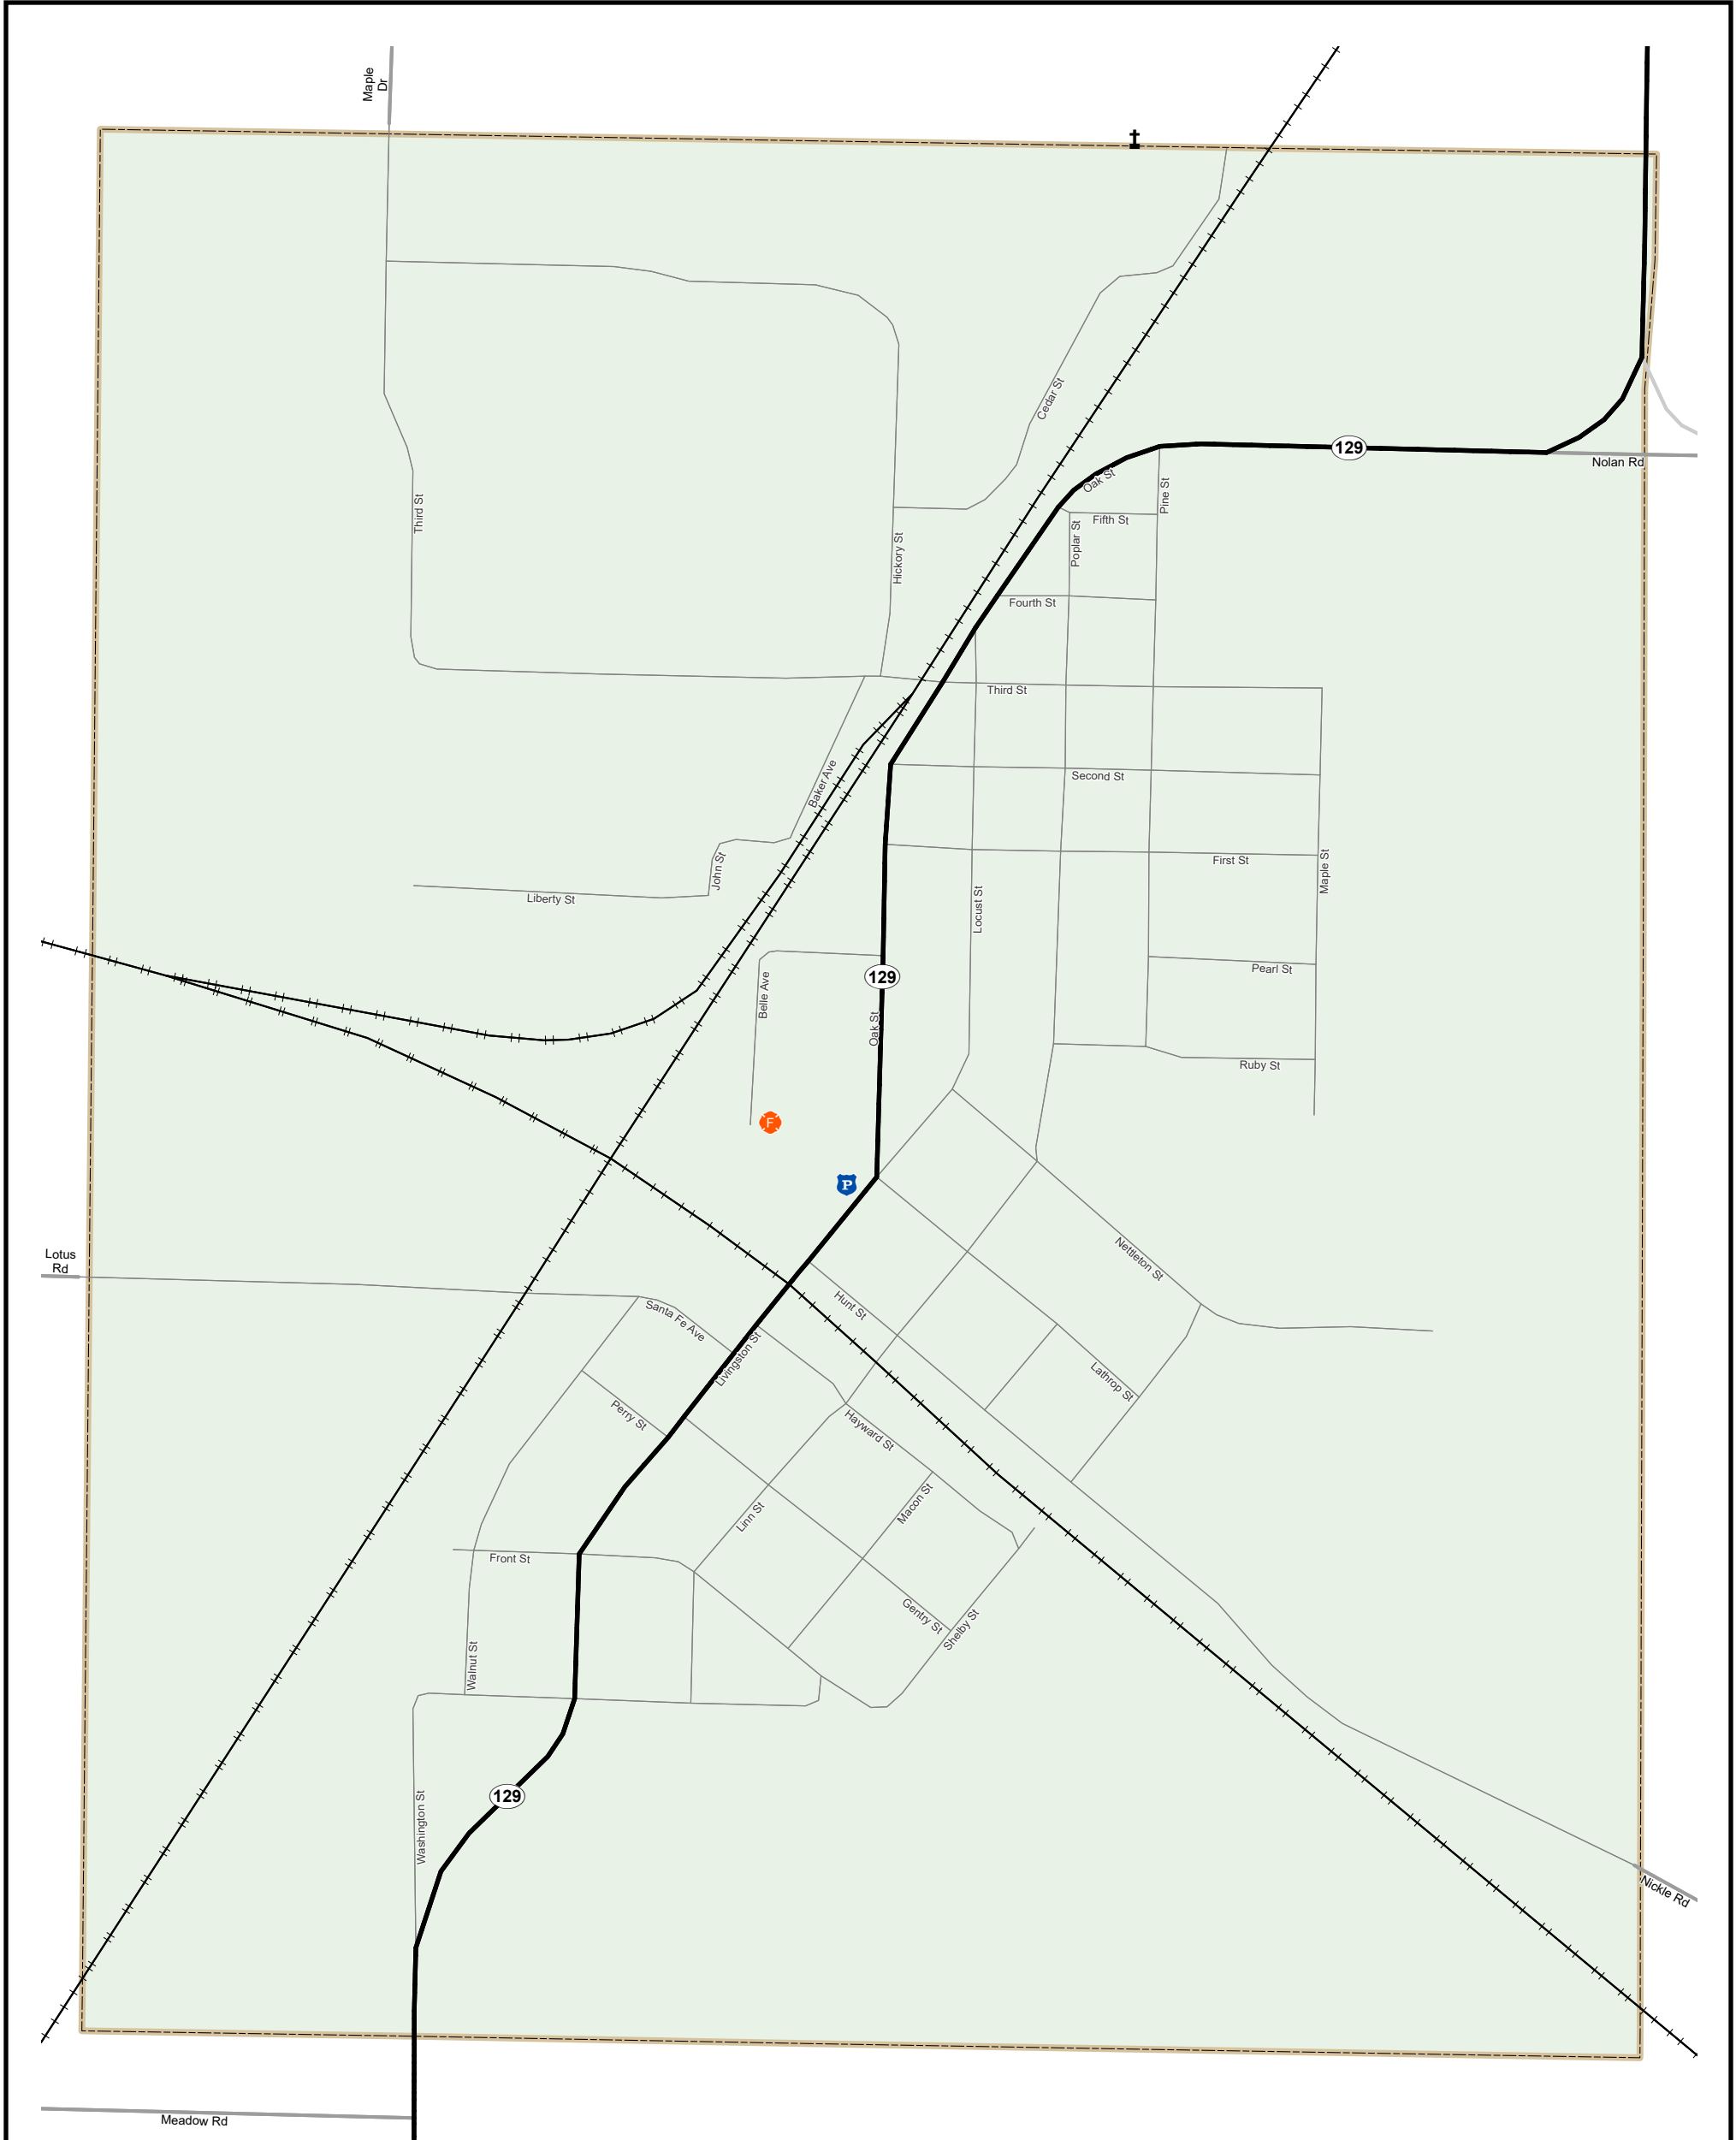 Maple
Dr
Cedar St
129
Nolan Rd
Oak St
Pine St
Third St
Fifth St
Poplar St
Hickory St
Fourth St
Third St
Second St
Baker Ave
First St
Maple St
John St
Liberty St
Locust St
Pearl St
129
Belle Ave
Oak St
Ruby St
F
P
Lotus
Rd
Nettleton St
Hunt St
Santa Fe Ave
Livingston St
Lathrop St
Perry St
Hayward St
Macon St
Linn St
Front St
Gentry St
Shelby St
Walnut St
129
Washington St
Nickle Rd
Meadow Rd